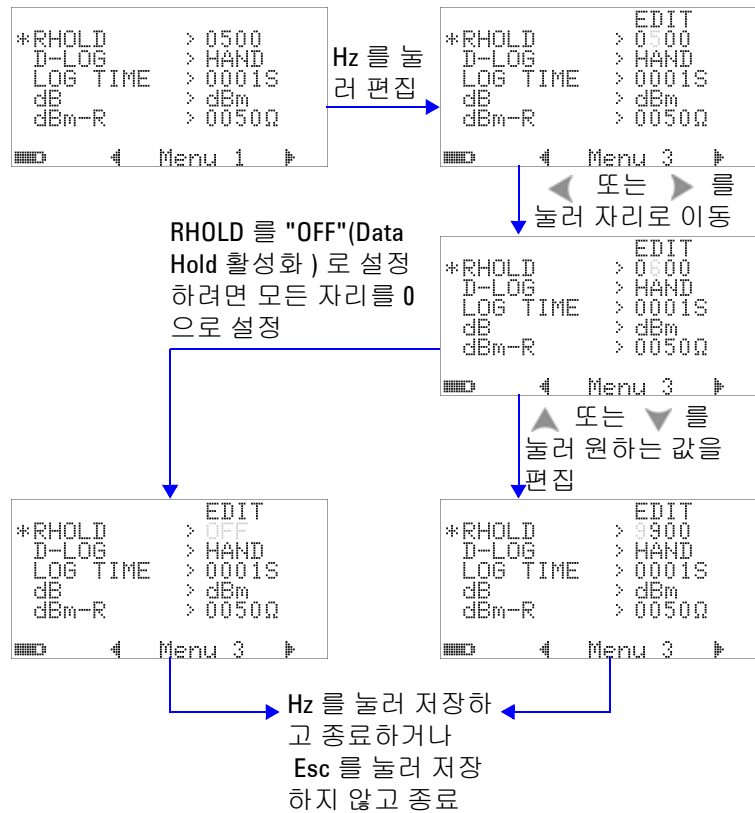 *RHOLD > 0500
D-LOG > HAND
LOG TIME > 0001S
dB > dBm
dBm-R > 0050Ω
Menu 1
Hz 를 눌
러 편집
EDIT
*RHOLD > 0500
D-LOG > HAND
LOG TIME > 0001S
dB > dBm
dBm-R > 0050Ω
Menu 3
또는 를
눌러 자리로 이동
RHOLD 를 "OFF"(Data
Hold 활성화 ) 로 설정
하려면 모든 자리를 0
으로 설정
EDIT
*RHOLD > 0600
D-LOG > HAND
LOG TIME > 0001S
dB > dBm
dBm-R > 0050Ω
Menu 3
또는 를
눌러 원하는 값을
편집
EDIT
*RHOLD > OFF
D-LOG > HAND
LOG TIME > 0001S
dB > dBm
dBm-R > 0050Ω
Menu 3
EDIT
*RHOLD > 9900
D-LOG > HAND
LOG TIME > 0001S
dB > dBm
dBm-R > 0050Ω
Menu 3
Hz 를 눌러 저장하
고 종료하거나
Esc 를 눌러 저장
하지 않고 종료